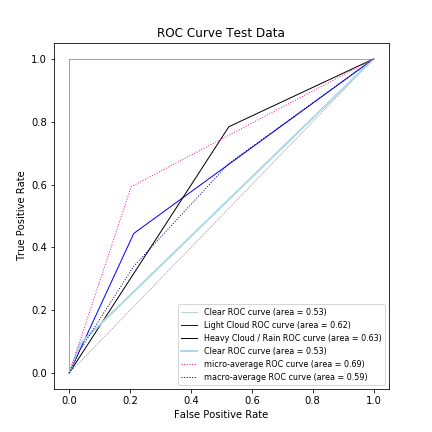 ROC Curve Test Data
True Positive Rate
1.0
0.8
0.6
0.4
0.2
0.0
Clear ROC curve (area = 0.53)
Light Cloud ROC curve (area = 0.62)
Heavy Cloud / Rain ROC curve (area = 0.63)
Clear ROC curve (area = 0.53)
micro-average ROC curve (area = 0.69)
macro-average ROC curve (area = 0.59)
0.0 0.2 0.4 0.6 0.8 1.0
False Positive Rate